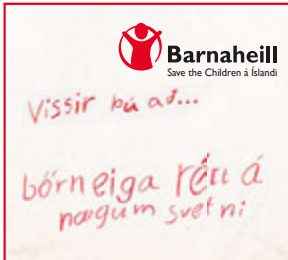 Barnaheill
Save the Children á Íslandi
Vissir þú að...
börn eiga rétt á
nægum svefni